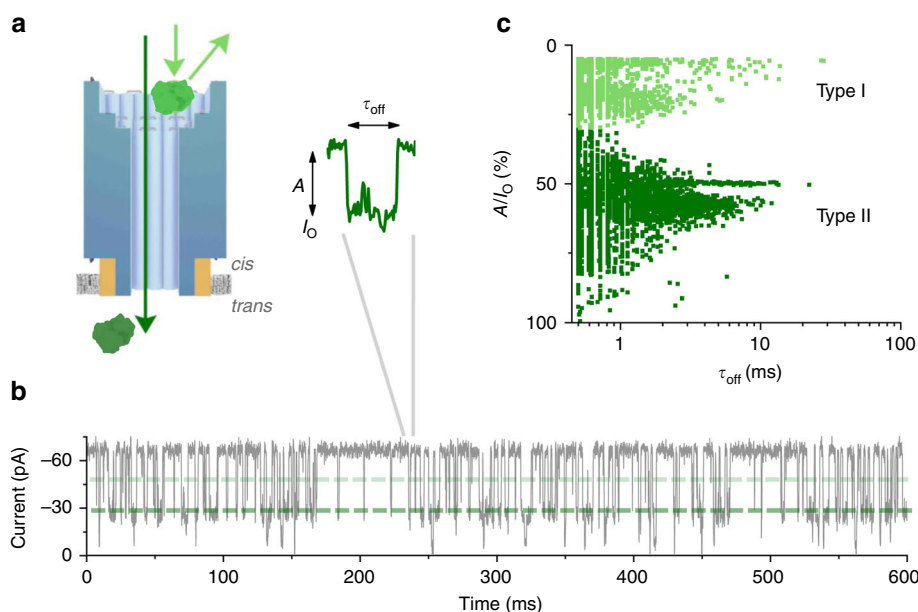 a
τoff
A
IO
cis
trans
c
0
50
100
A/IO (%)
Type I
Type II
1
10
100
τoff (ms)
b
Current (pA)
–60
–30
0
0
100
200
300
400
500
600
Time (ms)